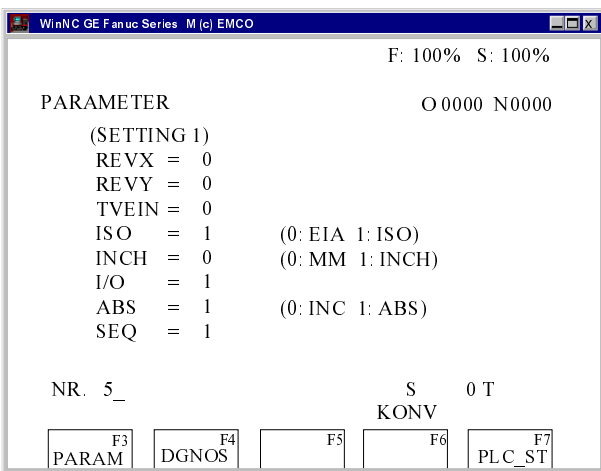 WinNC GE Fanuc Series M (c) EMCO
F: 100% S: 100%
PARAMETER O 0000 N0000
(SETTING 1)
REVX = 0
REVY = 0
TVEIN = 0
ISO = 1 (0: EIA 1: ISO)
INCH = 0 (0: MM 1: INCH)
I/O = 1
ABS = 1 (0: INC 1: ABS)
SEQ = 1
NR. 5_ S 0 T
KONV
F3 F4 F5 F6 F7
PARAM DGNOS PLC_ST